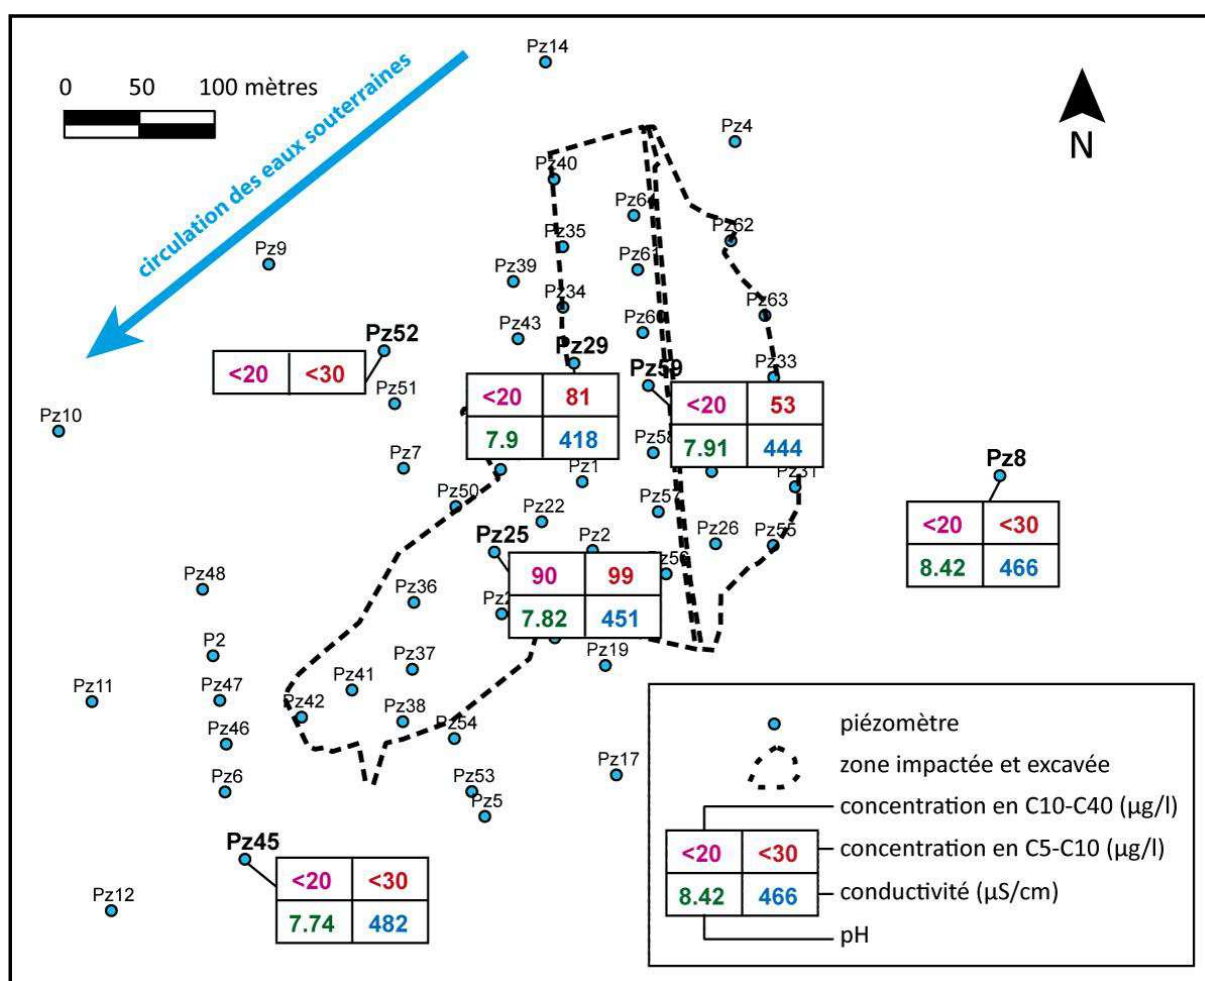 Pz14
0 50 100 mètres
circulation des eaux souterraines
N
Pz4
Pz40
Pz64
Pz62
Pz9
Pz35
Pz61
Pz39
Pz34
Pz63
Pz43
Pz60
Pz52
Pz29
Pz59
Pz33
<20 <30
Pz51
<20 81
7.9 418
<20 53
7.91 444
Pz10
Pz7
Pz1
Pz58
Pz31
Pz8
Pz50
Pz22
Pz57
<20 <30
8.42 466
Pz25
Pz2
Pz26
Pz55
Pz56
90 99
7.82 451
Pz48
Pz36
P2
Pz37
Pz19
Pz11
Pz47
Pz41
Pz42
Pz38
Pz46
Pz54
Pz6
Pz53
Pz5
Pz17
Pz45
<20 <30
7.74 482
Pz12
piézomètre
zone impactée et excavée
concentration en C10-C40 (µg/l)
concentration en C5-C10 (µg/l)
conductivité (µS/cm)
pH
<20 <30
8.42 466